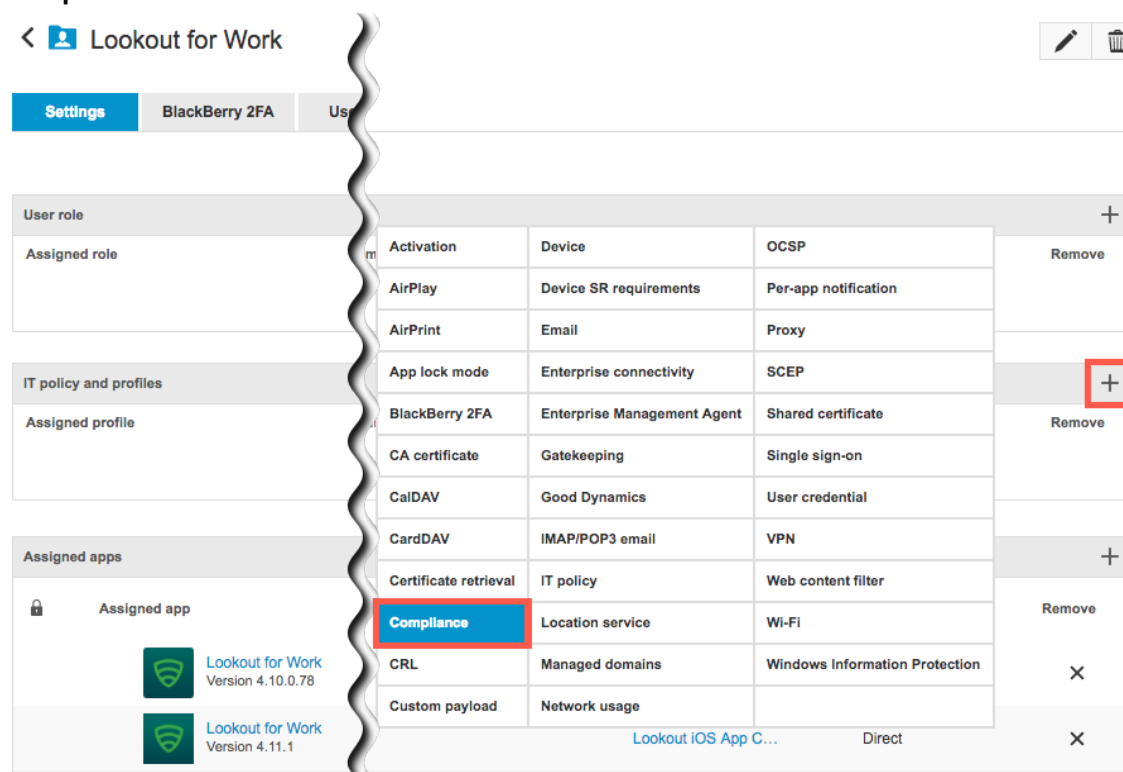 Lookout for Work
Settings BlackBerry 2FA Use
User role
Assigned role Remove
IT policy and profiles
Assigned profile Remove
Activation Device OCSP
AirPlay Device SR requirements Per-app notification
AirPrint Email Proxy
App lock mode Enterprise connectivity SCEP
BlackBerry 2FA Enterprise Management Agent Shared certificate
CA certificate Gatekeeping Single sign-on
CalDAV Good Dynamics User credential
CardDAV IMAP/POP3 email VPN
Certificate retrieval IT policy Web content filter
Compliance Location service Wi-Fi
CRL Managed domains Windows Information Protection
Custom payload Network usage
Assigned apps
Assigned app Remove
Lookout for Work
Version 4.10.0.78
Lookout for Work
Version 4.11.1
Lookout iOS App C... Direct